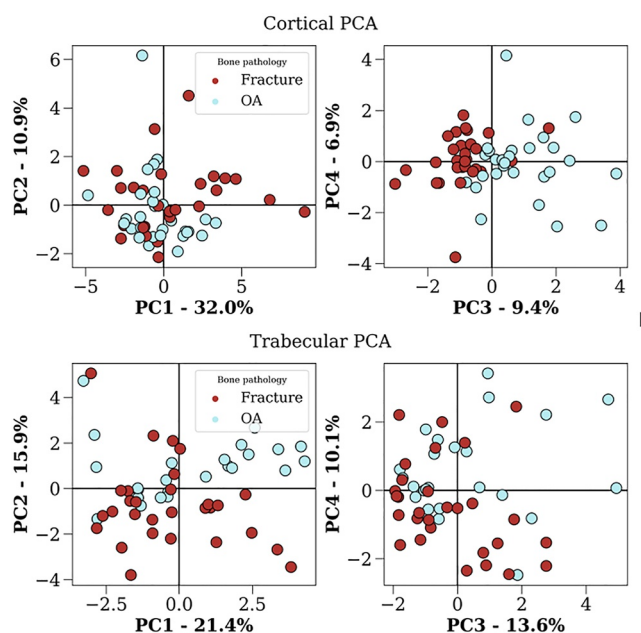 Cortical PCA
Bone pathology
Fracture
OA
6
4
2
0
−2
PC2 - 10.9%
−5
0
5
PC1 - 32.0%
4
2
0
−2
−4
PC4 - 6.9%
−2
0
2
4
PC3 - 9.4%
Trabecular PCA
Bone pathology
Fracture
OA
4
2
0
−2
−4
PC2 - 15.9%
−2.5
0.0
2.5
PC1 - 21.4%
2
0
−2
PC4 - 10.1%
−2
0
2
4
PC3 - 13.6%